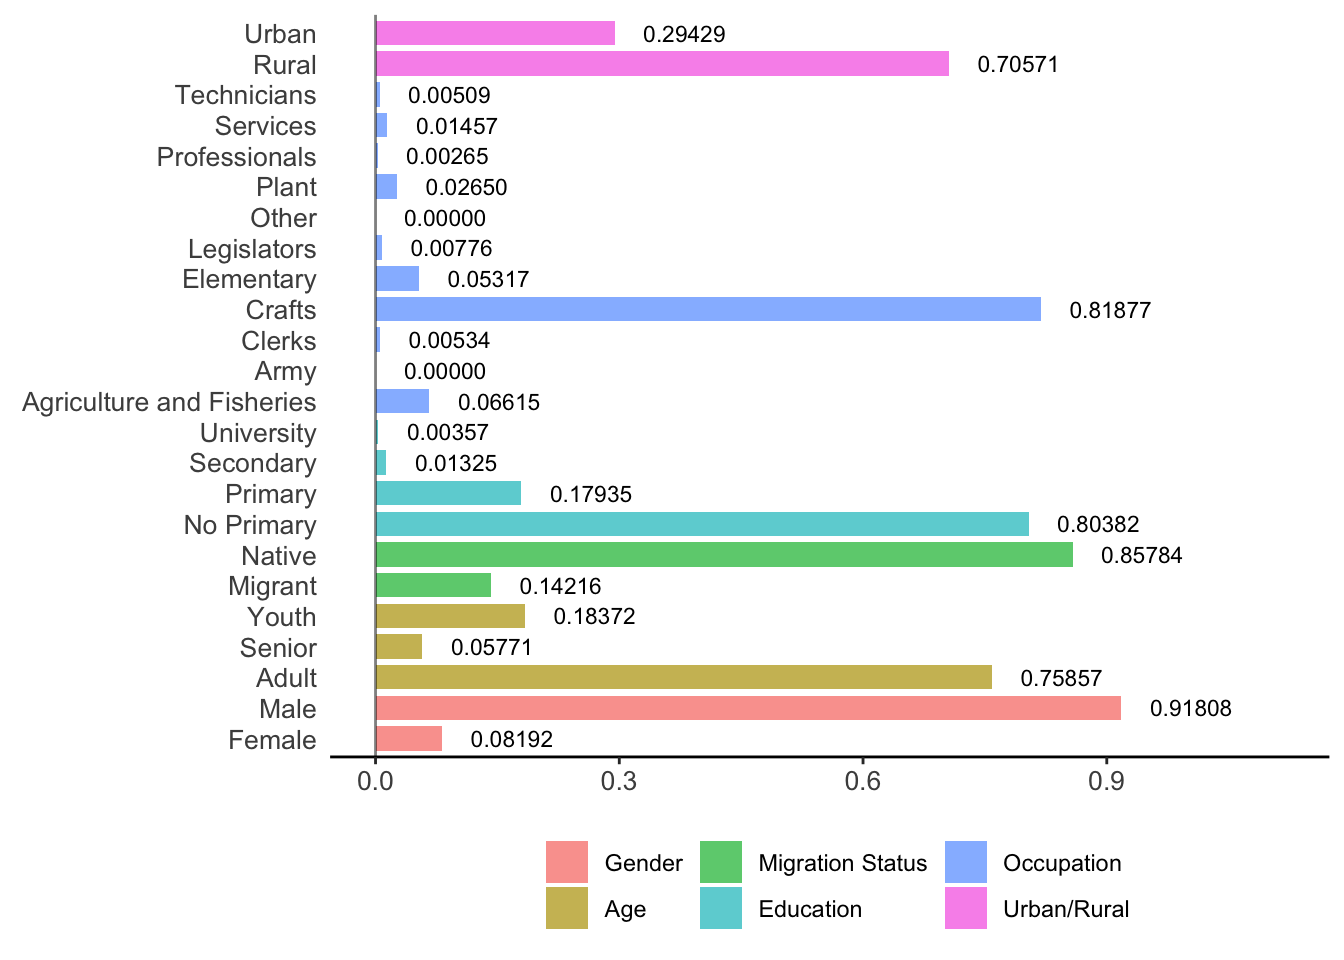 Urban 0.29429
Rural 0.70571
Technicians 0.00509
Services 0.01457
Professionals 0.00265
Plant 0.02650
Other 0.00000
Legislators 0.00776
Elementary 0.05317
Crafts 0.81877
Clerks 0.00534
Army 0.00000
Agriculture and Fisheries 0.06615
University 0.00357
Secondary 0.01325
Primary 0.17935
No Primary 0.80382
Native 0.85784
Migrant 0.14216
Youth 0.18372
Senior 0.05771
Adult 0.75857
Male 0.91808
Female 0.08192
0.0 0.3 0.6 0.9
Gender Migration Status Occupation
Age Education Urban/Rural